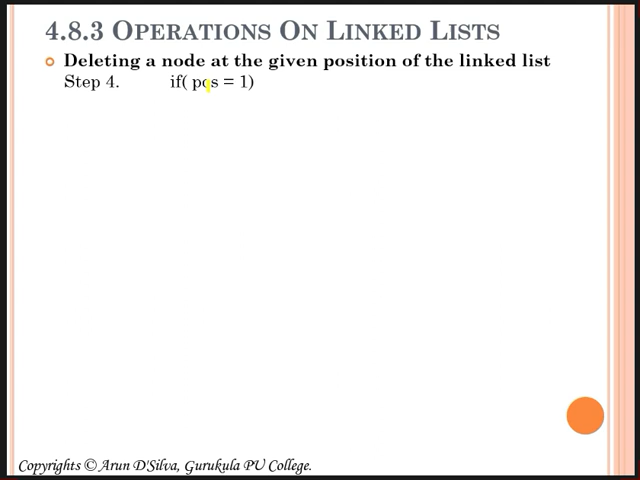 4.8.3 OPERATIONS ON LINKED LISTS
Deleting a node at the given position of the linked list
Step 4. if( pos = 1)
Copyrights © Arun D'Silva, Gurukula PU College.